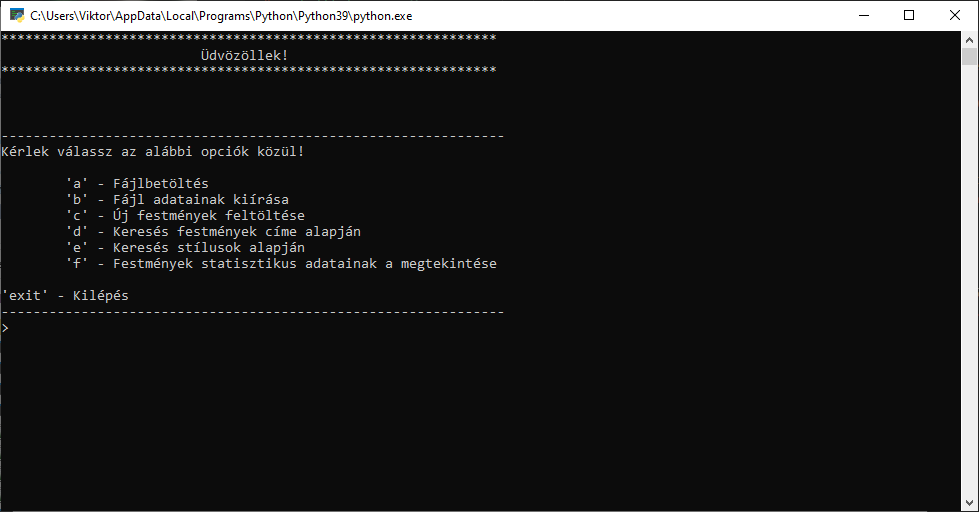 C:\Users\Viktor\AppData\Local\Programs\Python\Python39\python.exe
**************************************************************
Üdvözöllek!
**************************************************************
---------------------------------------------------------------
Kérlek válassz az alábbi opciók közül!
'a' - Fájlbetöltés
'b' - Fájl adatainak kiírása
'c' - Új festmények feltöltése
'd' - Keresés festmények címe alapján
'e' - Keresés stílusok alapján
'f' - Festmények statisztikus adatainak a megtekintése
'exit' - Kilépés
---------------------------------------------------------------
>